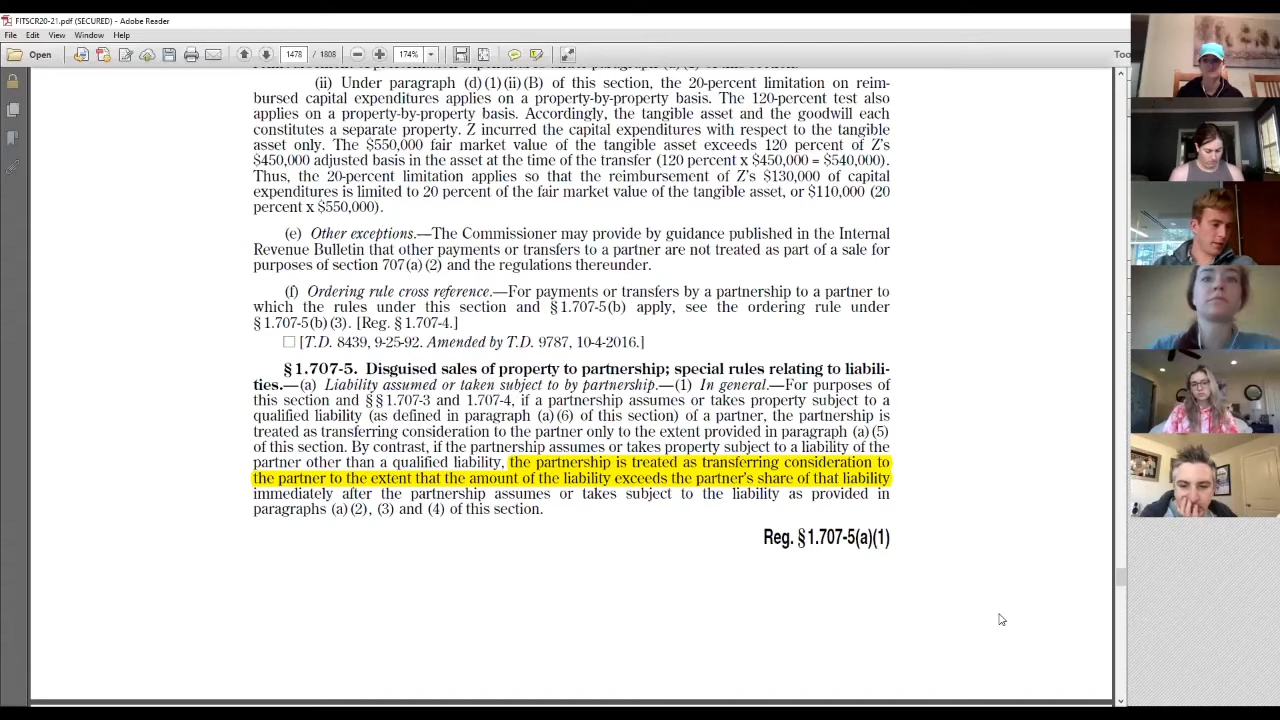 FITSCR20-21.pdf (SECURED) - Adobe Reader
File Edit View Window Help
Open 1478 / 1808 174% Too
(ii) Under paragraph (d)(1)(ii)(B) of this section, the 20-percent limitation on reim-
bursed capital expenditures applies on a property-by-property basis. The 120-percent test also
applies on a property-by-property basis. Accordingly, the tangible asset and the goodwill each
constitutes a separate property. Z incurred the capital expenditures with respect to the tangible
asset only. The $550,000 fair market value of the tangible asset exceeds 120 percent of Z's
$450,000 adjusted basis in the asset at the time of the transfer (120 percent x $450,000 = $540,000).
Thus, the 20-percent limitation applies so that the reimbursement of Z's $130,000 of capital
expenditures is limited to 20 percent of the fair market value of the tangible asset, or $110,000 (20
percent x $550,000).
(e) Other exceptions.—The Commissioner may provide by guidance published in the Internal
Revenue Bulletin that other payments or transfers to a partner are not treated as part of a sale for
purposes of section 707(a)(2) and the regulations thereunder.
(f) Ordering rule cross reference.—For payments or transfers by a partnership to a partner to
which the rules under this section and §1.707-5(b) apply, see the ordering rule under
§1.707-5(b)(3). [Reg. §1.707-4.]
☐ [T.D. 8439, 9-25-92. Amended by T.D. 9787, 10-4-2016.]
§1.707-5. Disguised sales of property to partnership; special rules relating to liabili-
ties.—(a) Liability assumed or taken subject to by partnership.—(1) In general.—For purposes of
this section and §§1.707-3 and 1.707-4, if a partnership assumes or takes property subject to a
qualified liability (as defined in paragraph (a)(6) of this section) of a partner, the partnership is
treated as transferring consideration to the partner only to the extent provided in paragraph (a)(5)
of this section. By contrast, if the partnership assumes or takes property subject to a liability of the
partner other than a qualified liability, the partnership is treated as transferring consideration to
the partner to the extent that the amount of the liability exceeds the partner's share of that liability
immediately after the partnership assumes or takes subject to the liability as provided in
paragraphs (a)(2), (3) and (4) of this section.
Reg. §1.707-5(a)(1)